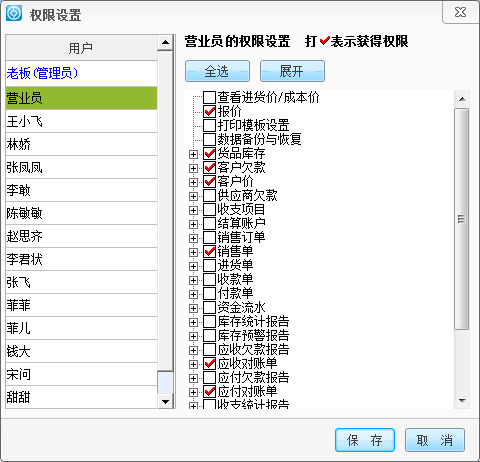 权限设置
用户
老板(管理员)
营业员
王小飞
林娇
张凤凤
李敢
陈敏敏
赵思齐
李君状
张飞
菲菲
菲儿
钱大
宋问
甜甜
营业员的权限设置 打✓表示获得权限
全选 展开
查看进货价/成本价
报价
打印模板设置
数据备份与恢复
货品库存
客户欠款
客户价
供应商欠款
收支项目
结算账户
销售订单
销售单
进货单
收款单
付款单
资金流水
库存统计报告
库存预警报告
应收欠款报告
应收对账单
应付欠款报告
应付对账单
收支统计报告
保 存 取 消